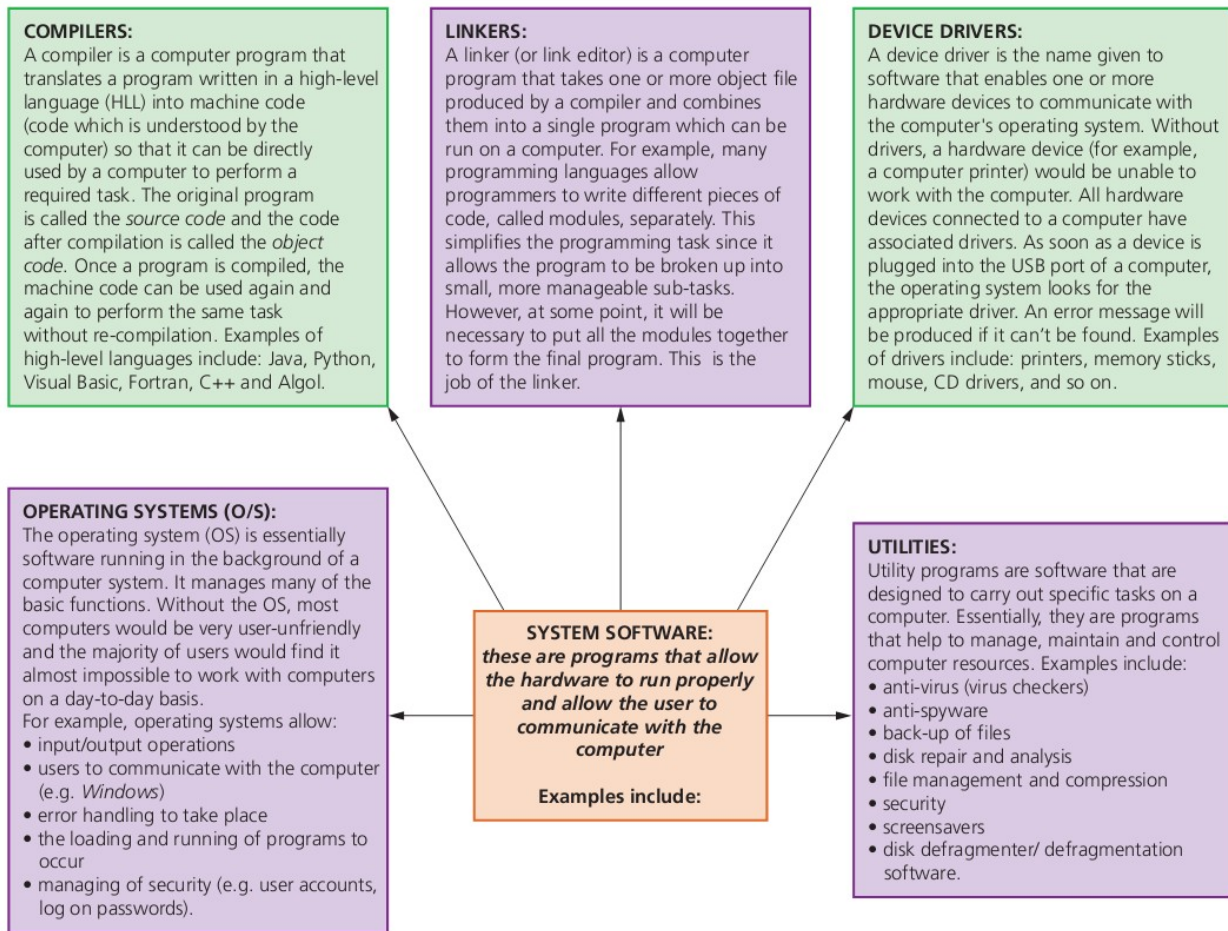 COMPILERS:
A compiler is a computer program that
translates a program written in a high-level
language (HLL) into machine code
(code which is understood by the
computer) so that it can be directly
used by a computer to perform a
required task. The original program
is called the source code and the code
after compilation is called the object
code. Once a program is compiled, the
machine code can be used again and
again to perform the same task
without re-compilation. Examples of
high-level languages include: Java, Python,
Visual Basic, Fortran, C++ and Algol.
LINKERS:
A linker (or link editor) is a computer
program that takes one or more object file
produced by a compiler and combines
them into a single program which can be
run on a computer. For example, many
programming languages allow
programmers to write different pieces of
code, called modules, separately. This
simplifies the programming task since it
allows the program to be broken up into
small, more manageable sub-tasks.
However, at some point, it will be
necessary to put all the modules together
to form the final program. This is the
job of the linker.
DEVICE DRIVERS:
A device driver is the name given to
software that enables one or more
hardware devices to communicate with
the computer's operating system. Without
drivers, a hardware device (for example,
a computer printer) would be unable to
work with the computer. All hardware
devices connected to a computer have
associated drivers. As soon as a device is
plugged into the USB port of a computer,
the operating system looks for the
appropriate driver. An error message will
be produced if it can't be found. Examples
of drivers include: printers, memory sticks,
mouse, CD drivers, and so on.
OPERATING SYSTEMS (O/S):
The operating system (OS) is essentially
software running in the background of a
computer system. It manages many of the
basic functions. Without the OS, most
computers would be very user-unfriendly
and the majority of users would find it
almost impossible to work with computers
on a day-to-day basis.
For example, operating systems allow:
• input/output operations
• users to communicate with the computer
(e.g. Windows)
• error handling to take place
• the loading and running of programs to
occur
• managing of security (e.g. user accounts,
log on passwords).
SYSTEM SOFTWARE:
these are programs that allow
the hardware to run properly
and allow the user to
communicate with the
computer
Examples include:
UTILITIES:
Utility programs are software that are
designed to carry out specific tasks on a
computer. Essentially, they are programs
that help to manage, maintain and control
computer resources. Examples include:
• anti-virus (virus checkers)
• anti-spyware
• back-up of files
• disk repair and analysis
• file management and compression
• security
• screensavers
• disk defragmenter/ defragmentation
software.